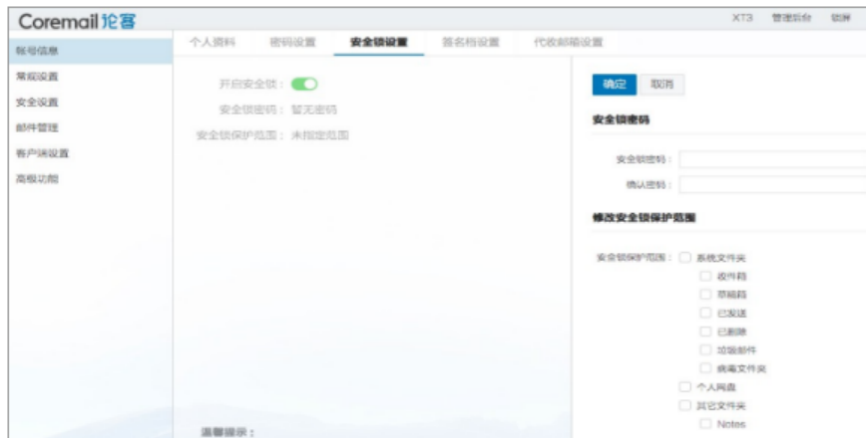 Coremail 论客
XT3 管理后台 锁屏
帐号信息
常规设置
安全设置
邮件管理
客户端设置
高级功能
个人资料 密码设置 安全锁设置 签名档设置 代收邮箱设置
开启安全锁：
安全锁密码： 暂无密码
安全锁保护范围： 未指定范围
温馨提示：
确定 取消
安全锁密码
安全锁密码：
确认密码：
修改安全锁保护范围
安全锁保护范围： 系统文件夹
收件箱
草稿箱
已发送
已删除
垃圾邮件
病毒文件夹
个人网盘
其它文件夹
Notes